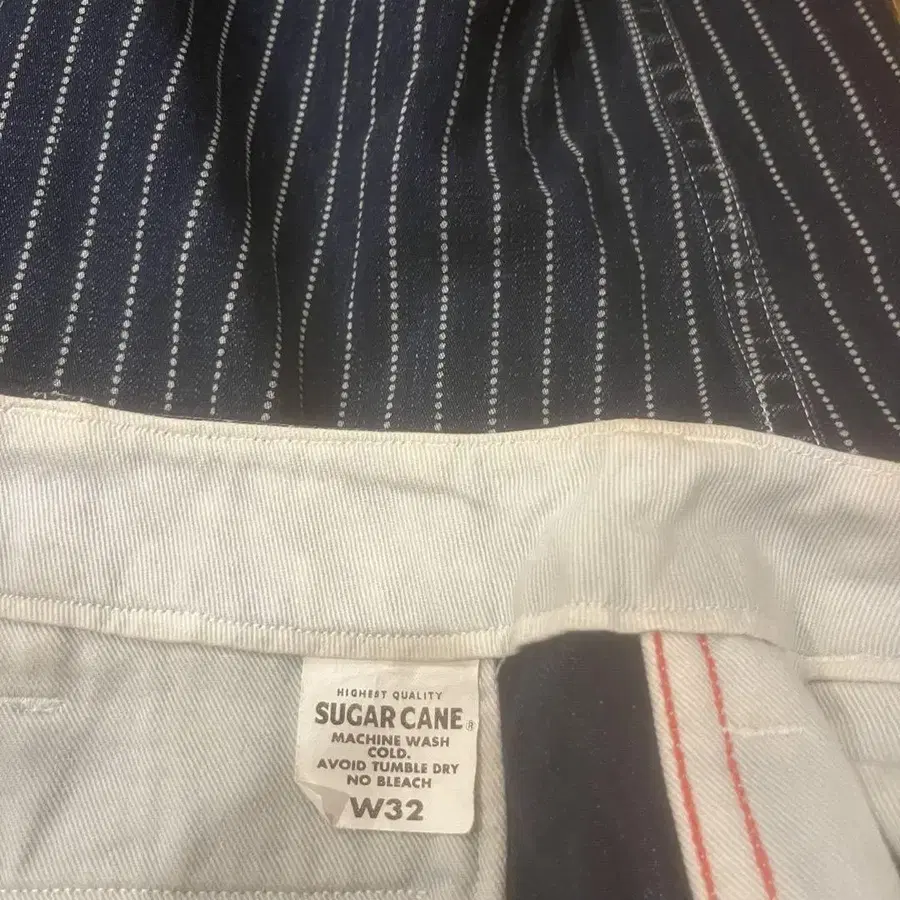 HIGHEST QUALITY
SUGAR CANE®
MACHINE WASH
COLD.
AVOID TUMBLE DRY
NO BLEACH
W32